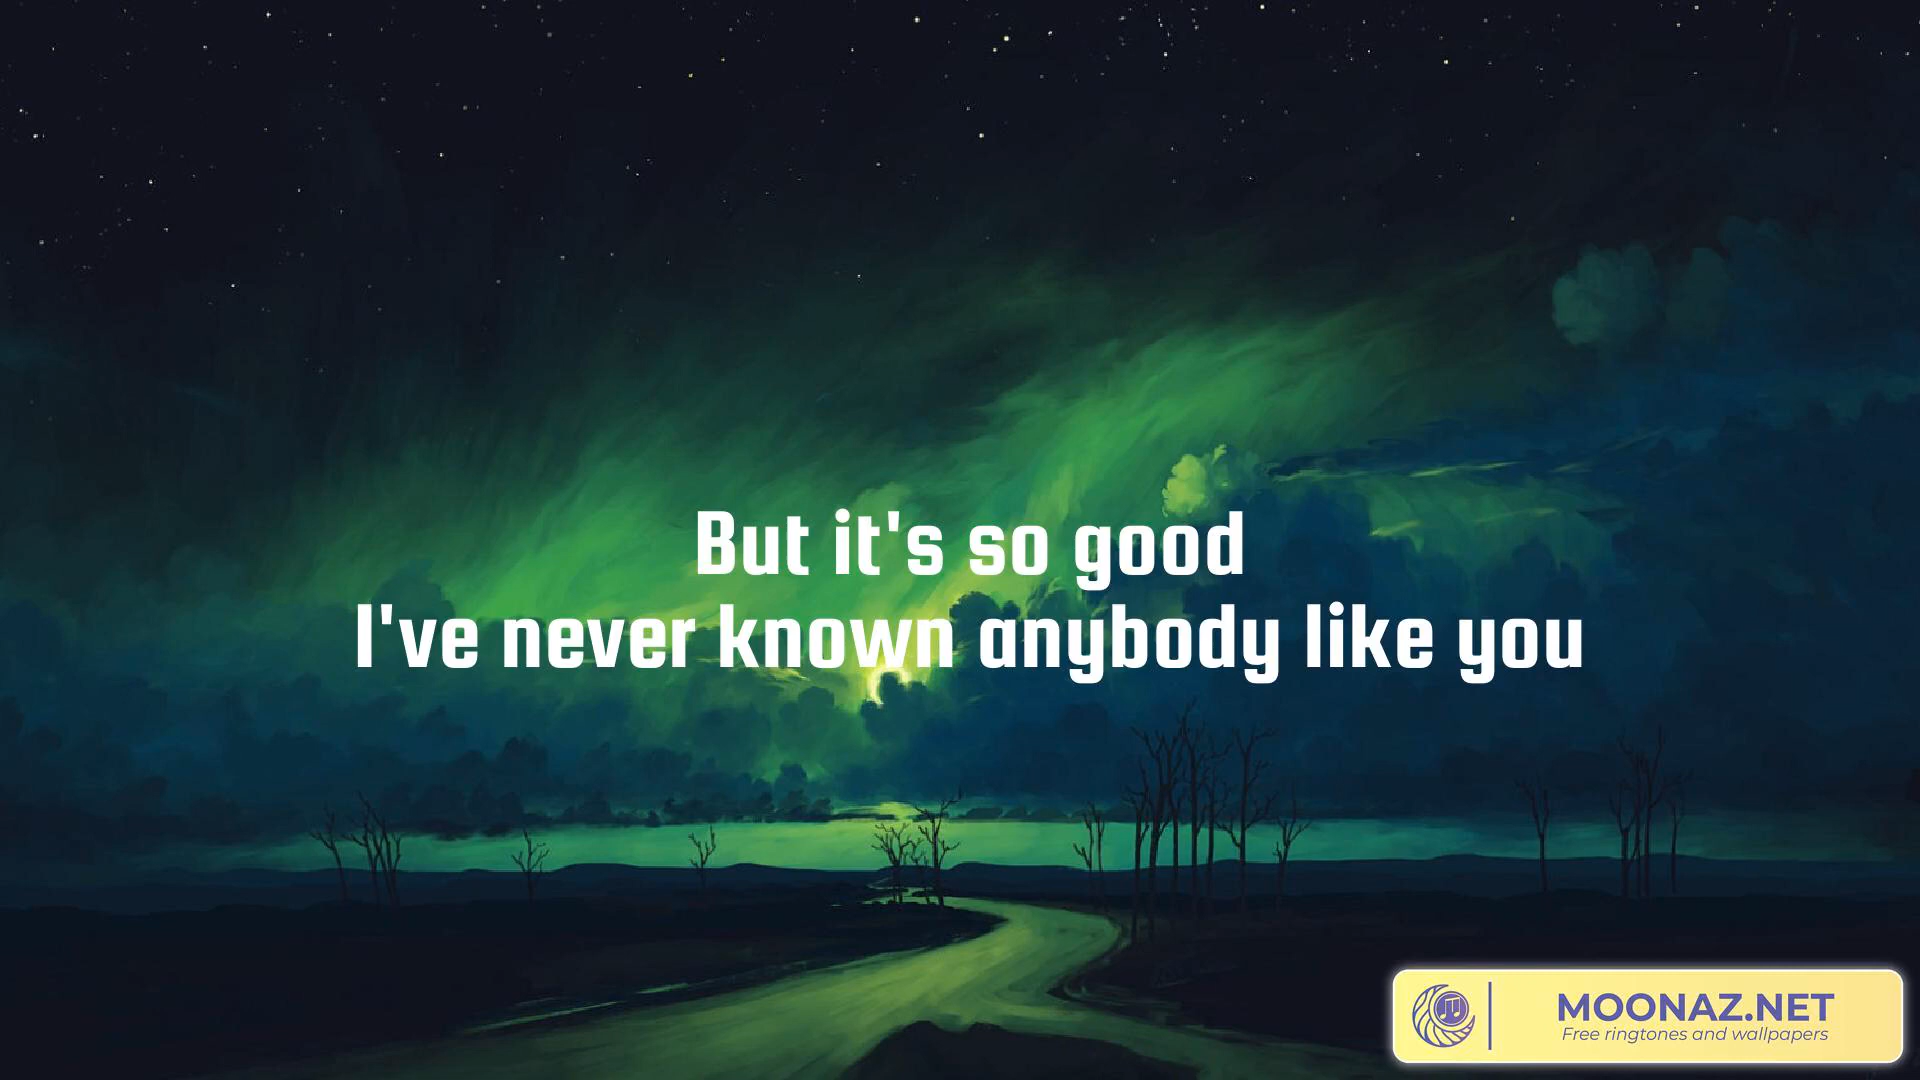 But it's so good
I've never known anybody like you
MOONAZ.NET
Free ringtones and wallpapers